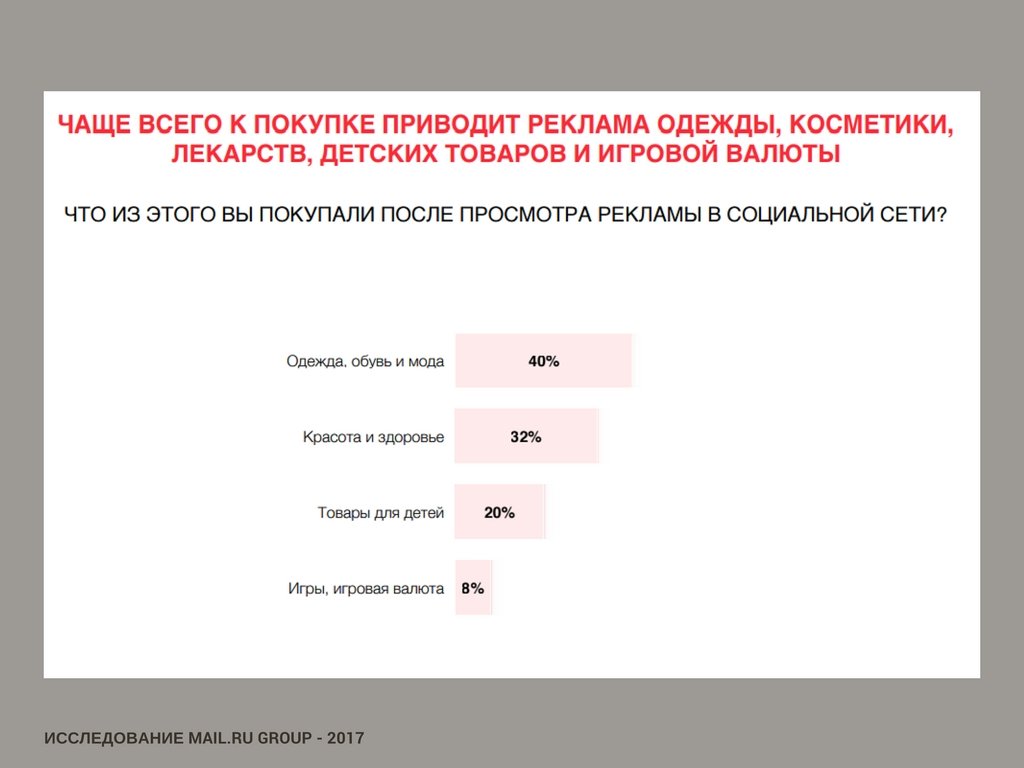 ЧАЩЕ ВСЕГО К ПОКУПКЕ ПРИВОДИТ РЕКЛАМА ОДЕЖДЫ, КОСМЕТИКИ,
ЛЕКАРСТВ, ДЕТСКИХ ТОВАРОВ И ИГРОВОЙ ВАЛЮТЫ
ЧТО ИЗ ЭТОГО ВЫ ПОКУПАЛИ ПОСЛЕ ПРОСМОТРА РЕКЛАМЫ В СОЦИАЛЬНОЙ СЕТИ?
Одежда, обувь и мода 40%
Красота и здоровье 32%
Товары для детей 20%
Игры, игровая валюта 8%
ИССЛЕДОВАНИЕ MAIL.RU GROUP - 2017